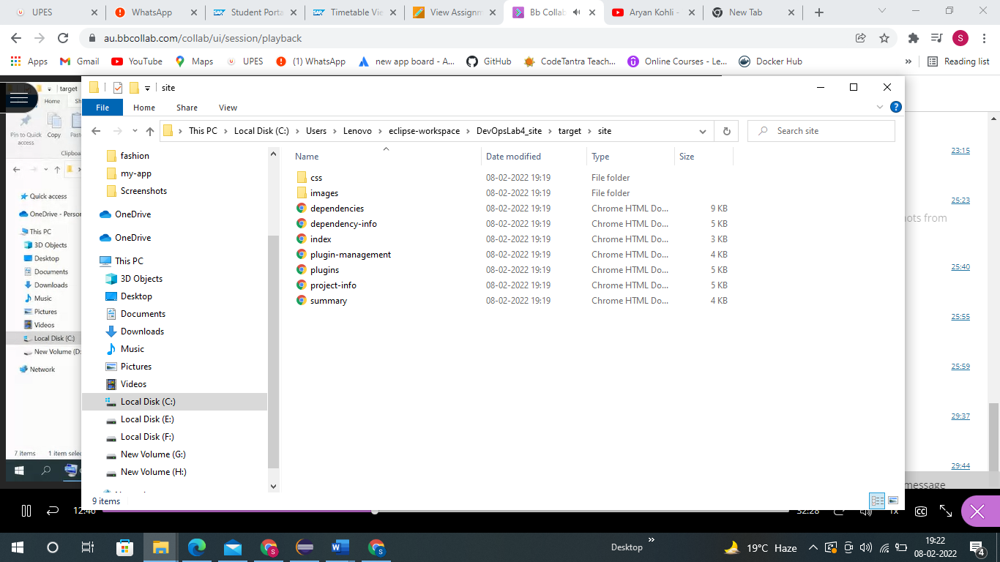 UPES
WhatsApp
Student Porta
Timetable Vie
View Assignm
Bb Collab
Aryan Kohli -
New Tab
au.bbcollab.com/collab/ui/session/playback
S
Apps
Gmail
YouTube
Maps
UPES
(1) WhatsApp
new app board - A...
GitHub
CodeTantra Teach...
Online Courses - Le...
Docker Hub
»
Reading list
target
Home
Sh
Pin to Quick
access
Copy
Paste
Clipboa
Quick access
OneDrive - Person
This PC
3D Objects
Desktop
Documents
Downloads
Music
Pictures
Videos
Local Disk (C:)
New Volume (D:
Network
7 items
1 item selec
site
File
Home
Share
View
This PC
Local Disk (C:)
Users
Lenovo
eclipse-workspace
DevOpsLab4_site
target
site
Search site
fashion
my-app
Screenshots
OneDrive
OneDrive
This PC
3D Objects
Desktop
Documents
Downloads
Music
Pictures
Videos
Local Disk (C:)
Local Disk (E:)
Local Disk (F:)
New Volume (G:)
New Volume (H:)
Name Date modified Type Size
css 08-02-2022 19:19 File folder
images 08-02-2022 19:19 File folder
dependencies 08-02-2022 19:19 Chrome HTML Do... 9 KB
dependency-info 08-02-2022 19:19 Chrome HTML Do... 5 KB
index 08-02-2022 19:19 Chrome HTML Do... 3 KB
plugin-management 08-02-2022 19:19 Chrome HTML Do... 4 KB
plugins 08-02-2022 19:19 Chrome HTML Do... 5 KB
project-info 08-02-2022 19:19 Chrome HTML Do... 5 KB
summary 08-02-2022 19:19 Chrome HTML Do... 4 KB
9 items
23:15
25:23
ots from
25:40
25:55
25:59
29:37
29:44
message
12:46
32:28
1x
CC
Desktop
»
19°C Haze
19:22
08-02-2022
4